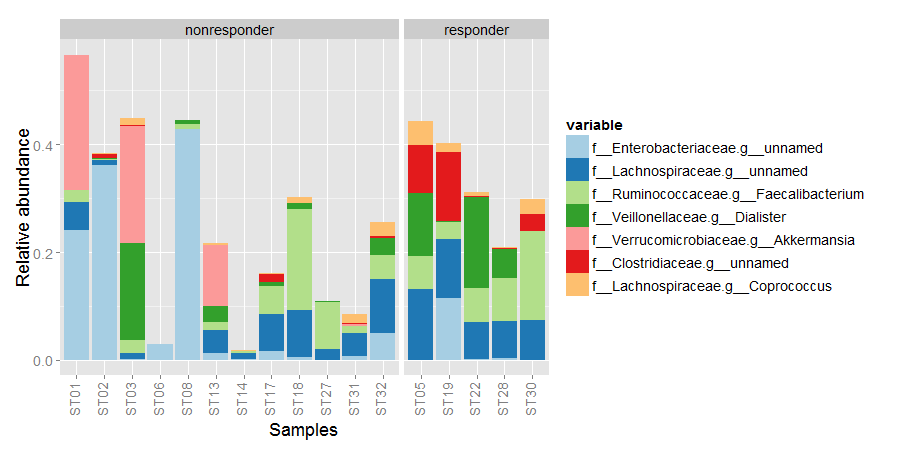 nonresponder
responder
Relative abundance
0.4
0.2
0.0
ST01
ST02
ST03
ST06
ST08
ST13
ST14
ST17
ST18
ST27
ST31
ST32
ST05
ST19
ST22
ST28
ST30
Samples
variable
f__Enterobacteriaceae.g__unnamed
f__Lachnospiraceae.g__unnamed
f__Ruminococcaceae.g__Faecalibacterium
f__Veillonellaceae.g__Dialister
f__Verrucomicrobiaceae.g__Akkermansia
f__Clostridiaceae.g__unnamed
f__Lachnospiraceae.g__Coprococcus